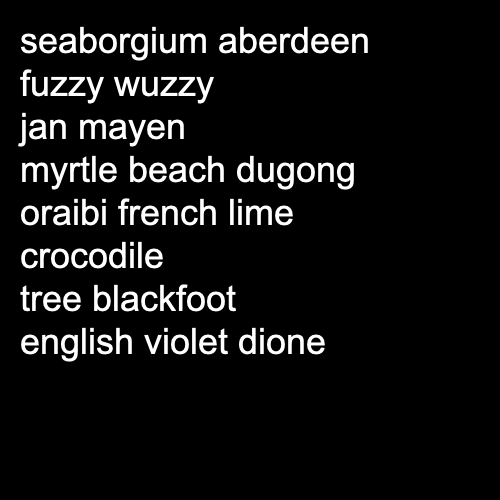 seaborgium aberdeen
fuzzy wuzzy
jan mayen
myrtle beach dugong
oraibi french lime
crocodile
tree blackfoot
english violet dione